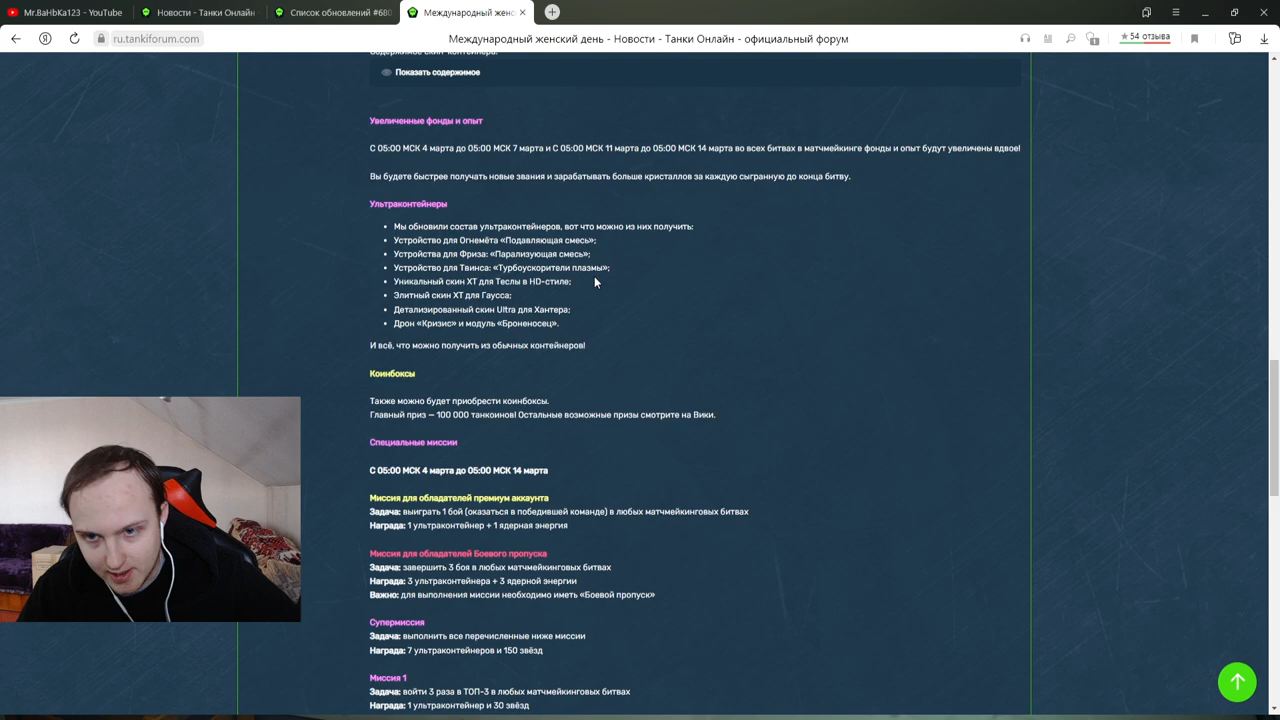 Mr.BaHbKa123 - YouTube
Новости - Танки Онлайн
Список обновлений #680
Международный женс
ru.tankiforum.com
Международный женский день - Новости - Танки Онлайн - официальный форум
54 отзыва
Содержимое скин-контейнера:
Показать содержимое
Увеличенные фонды и опыт
С 05:00 МСК 4 марта до 05:00 МСК 7 марта и С 05:00 МСК 11 марта до 05:00 МСК 14 марта во всех битвах в матчмейкинге фонды и опыт будут увеличены вдвое!
Вы будете быстрее получать новые звания и зарабатывать больше кристаллов за каждую сыгранную до конца битву.
Ультраконтейнеры
Мы обновили состав ультраконтейнеров, вот что можно из них получить:
Устройство для Огнемёта «Подавляющая смесь»;
Устройства для Фриза: «Парализующая смесь»;
Устройство для Твинса: «Турбоускорители плазмы»;
Уникальный скин XT для Теслы в HD-стиле;
Элитный скин XT для Гаусса;
Детализированный скин Ultra для Хантера;
Дрон «Кризис» и модуль «Броненосец».
И всё, что можно получить из обычных контейнеров!
Коинбоксы
Также можно будет приобрести коинбоксы.
Главный приз — 100 000 танкоинов! Остальные возможные призы смотрите на Вики.
Специальные миссии
С 05:00 МСК 4 марта до 05:00 МСК 14 марта
Миссия для обладателей премиум аккаунта
Задача: выиграть 1 бой (оказаться в победившей команде) в любых матчмейкинговых битвах
Награда: 1 ультраконтейнер + 1 ядерная энергия
Миссия для обладателей Боевого пропуска
Задача: завершить 3 боя в любых матчмейкинговых битвах
Награда: 3 ультраконтейнера + 3 ядерной энергии
Важно: для выполнения миссии необходимо иметь «Боевой пропуск»
Супермиссия
Задача: выполнить все перечисленные ниже миссии
Награда: 7 ультраконтейнеров и 150 звёзд
Миссия 1
Задача: войти 3 раза в ТОП-3 в любых матчмейкинговых битвах
Награда: 1 ультраконтейнер и 30 звёзд